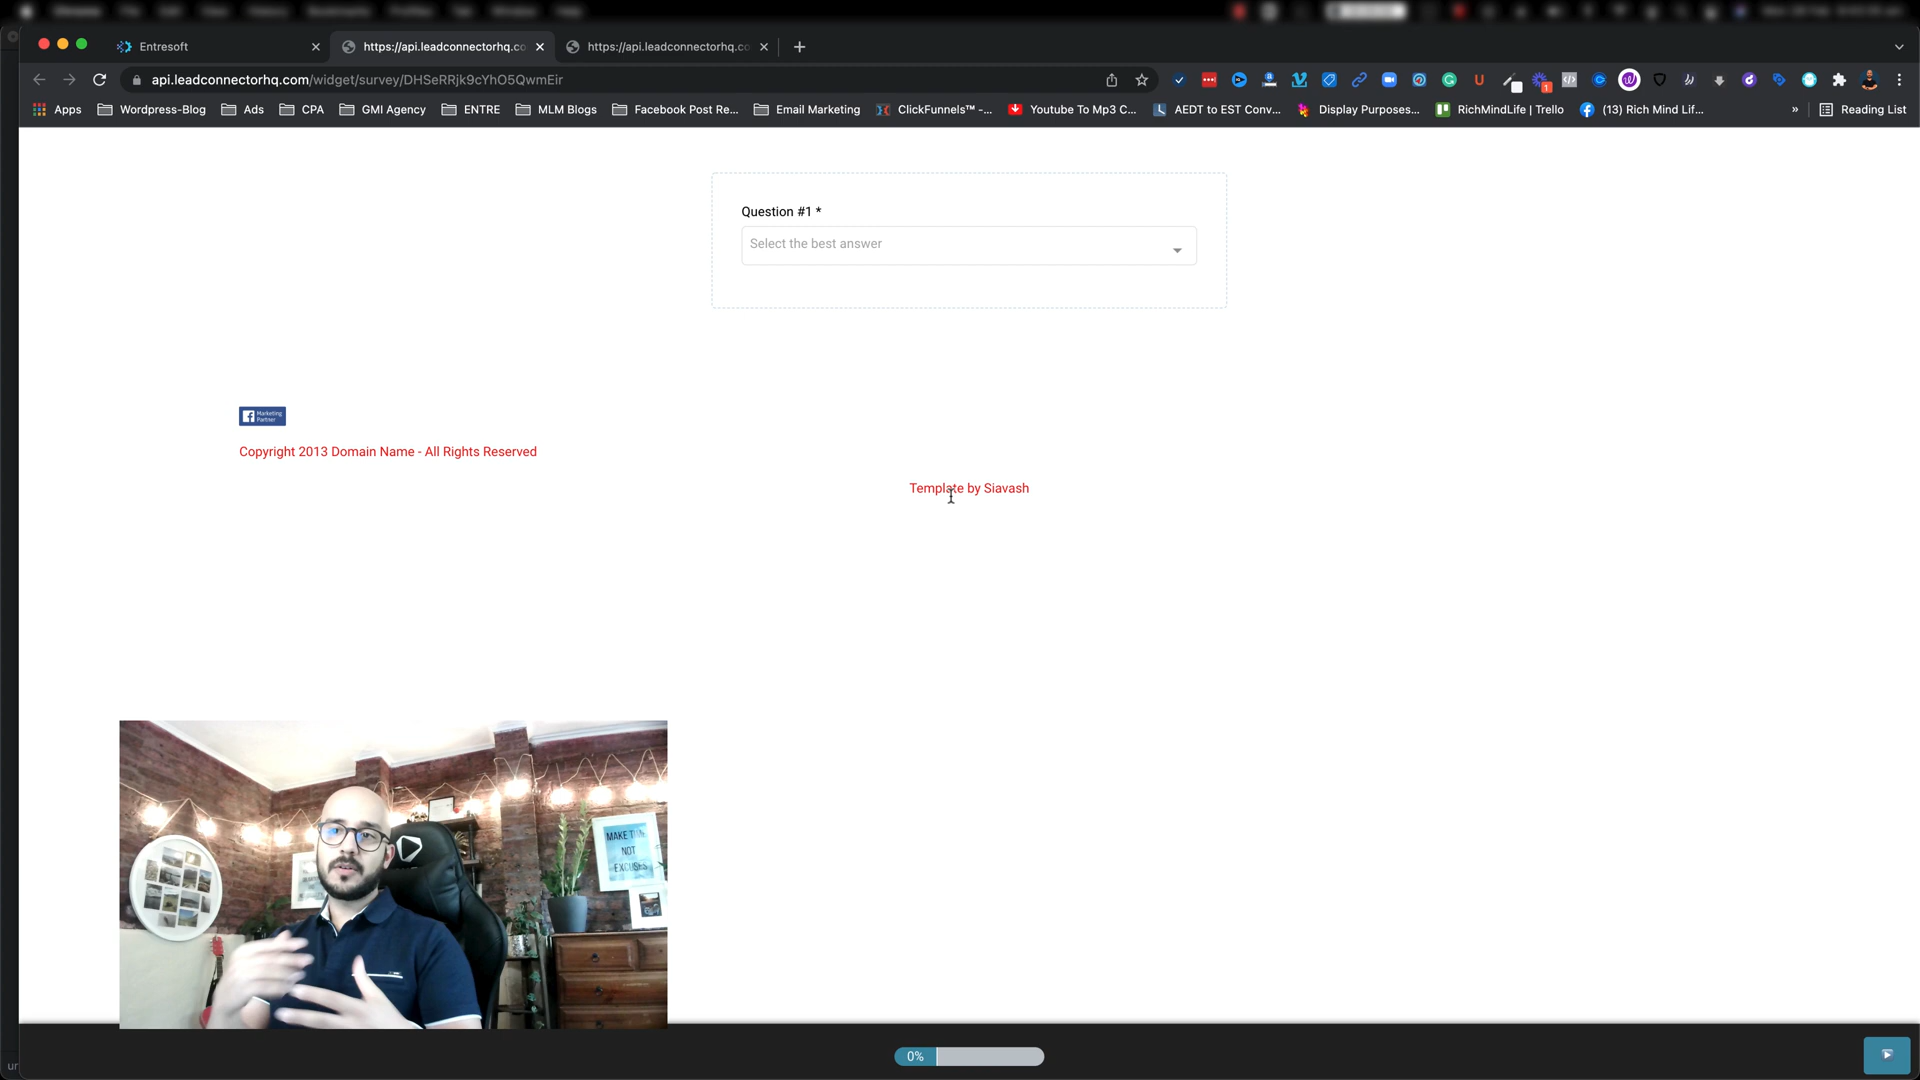 Entresoft
https://api.leadconnectorhq.co
https://api.leadconnectorhq.co
api.leadconnectorhq.com/widget/survey/DHSeRRjk9cYhO5QwmEir
Apps
Wordpress-Blog
Ads
CPA
GMI Agency
ENTRE
MLM Blogs
Facebook Post Re...
Email Marketing
ClickFunnels™ -...
Youtube To Mp3 C...
AEDT to EST Conv...
Display Purposes...
RichMindLife | Trello
(13) Rich Mind Lif...
»
Reading List
Question #1 *
Select the best answer
Marketing
Partner
Copyright 2013 Domain Name - All Rights Reserved
Template by Siavash
MAKE TIME
NOT
EXCUSES
0%